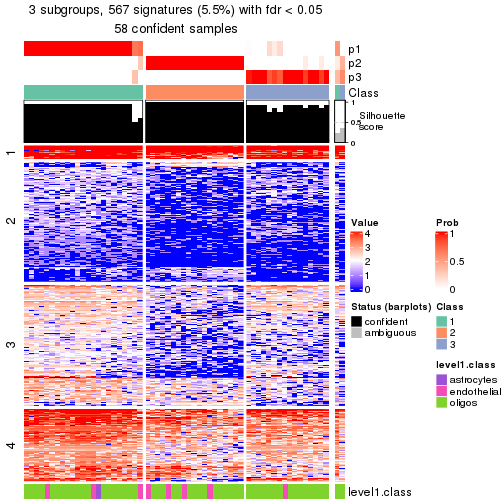 3 subgroups, 567 signatures (5.5%) with fdr < 0.05
58 confident samples
p1
p2
p3
Class
1
0.5
0
Silhouette
score
1
2
3
4
Value
4
3
2
1
0
Prob
1
0.5
0
Status (barplots)
confident
ambiguous
Class
1
2
3
level1.class
astrocytes
endothelial
oligos
level1.class